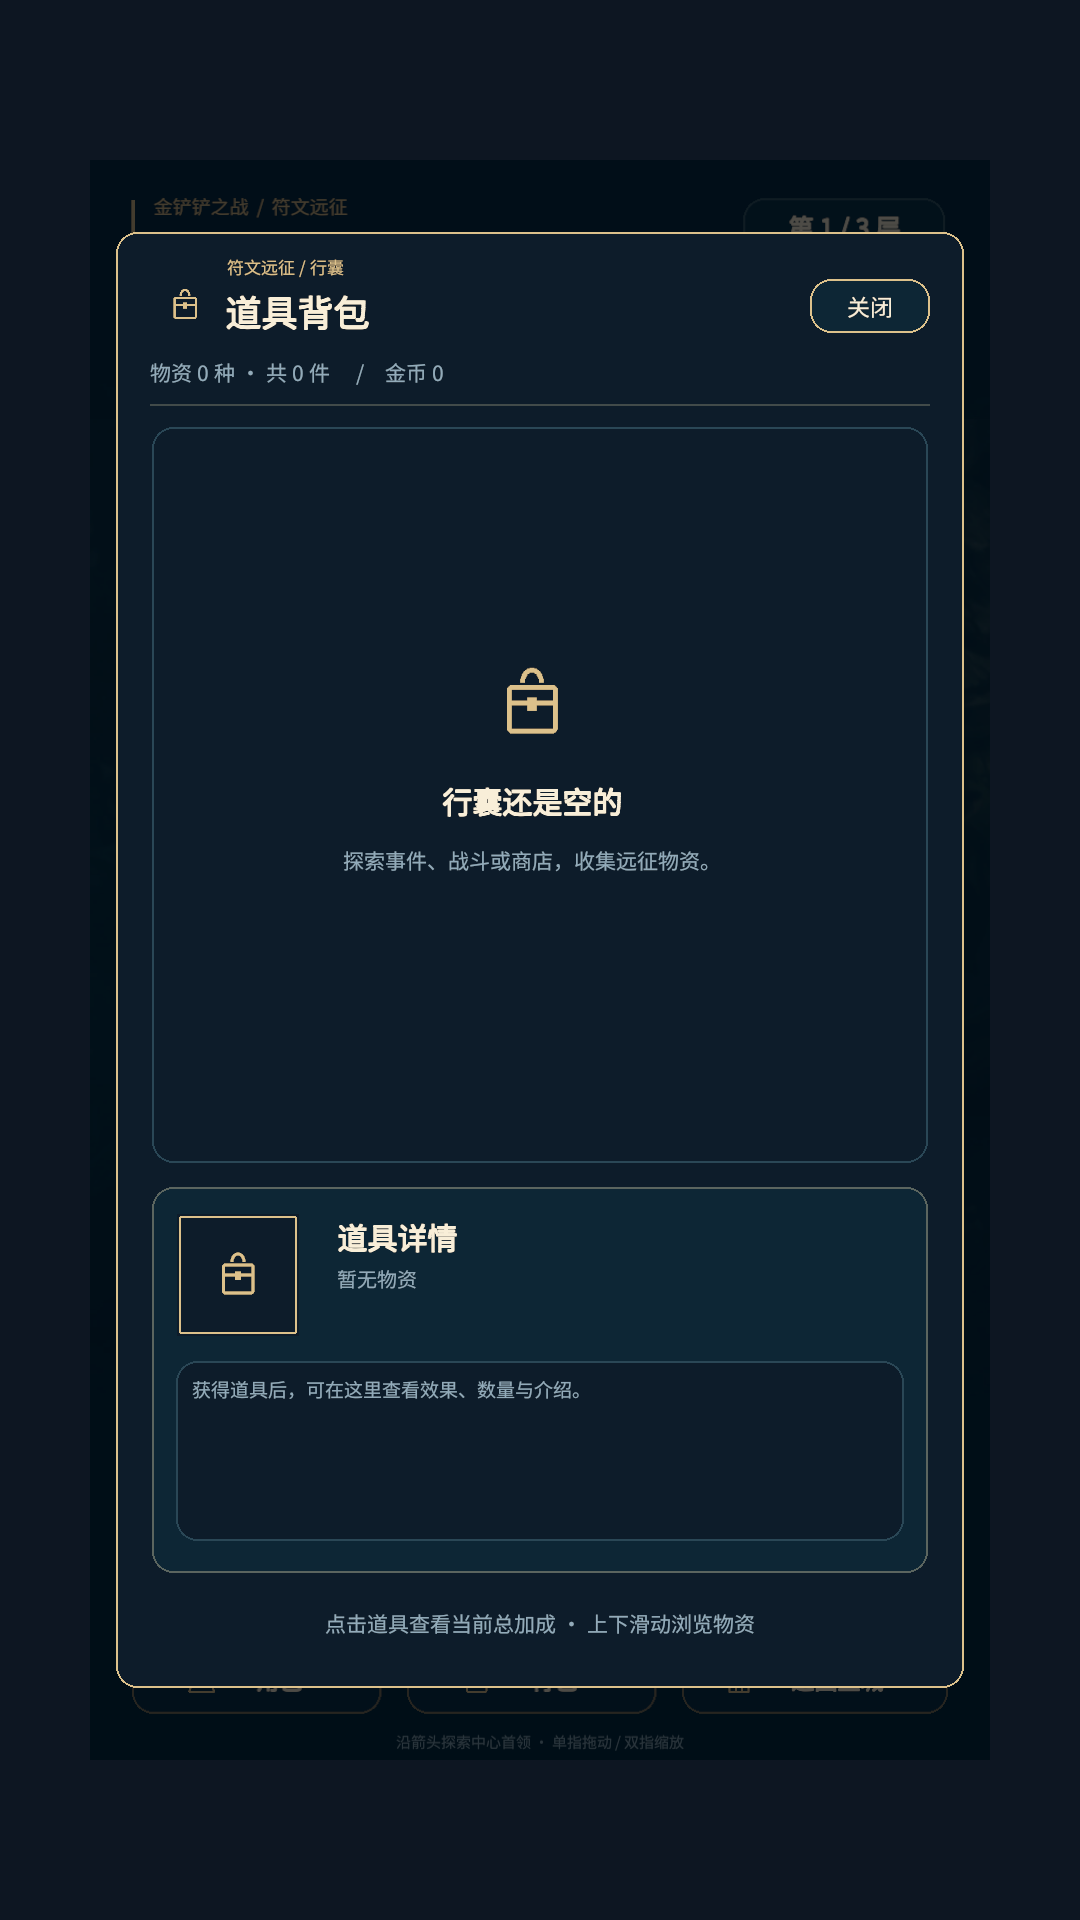 金铲铲之战 / 符文远征
第 1 / 3 层
符文远征 / 行囊
道具背包
关闭
物资 0 种 · 共 0 件 / 金币 0
行囊还是空的
探索事件、战斗或商店，收集远征物资。
道具详情
暂无物资
获得道具后，可在这里查看效果、数量与介绍。
点击道具查看当前总加成 · 上下滑动浏览物资
沿箭头探索中心首领 · 单指拖动 / 双指缩放